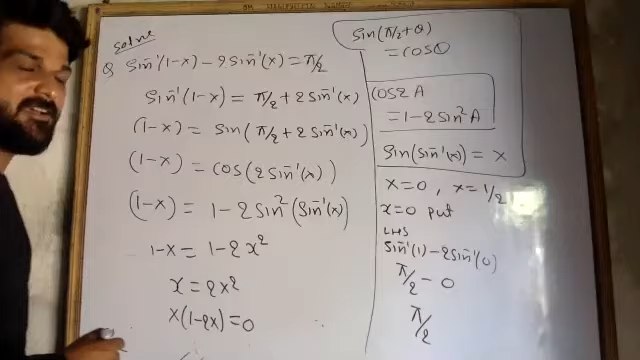 Solve
Q sin⁻¹(1-x) - 2sin⁻¹(x) = π/2
sin⁻¹(1-x) = π/2 + 2sin⁻¹(x)
(1-x) = sin(π/2 + 2sin⁻¹(x))
(1-x) = cos(2sin⁻¹(x))
(1-x) = 1-2sin²(sin⁻¹(x))
1-x = 1-2x²
x = 2x²
x(1-2x) = 0
sin(π/2+θ)
= cosθ
cos2A
= 1-2sin²A
sin(sin⁻¹(x)) = x
x=0, x=1/2
x=0 put
LHS
sin⁻¹(1) - 2sin⁻¹(0)
π/2 - 0
π/2